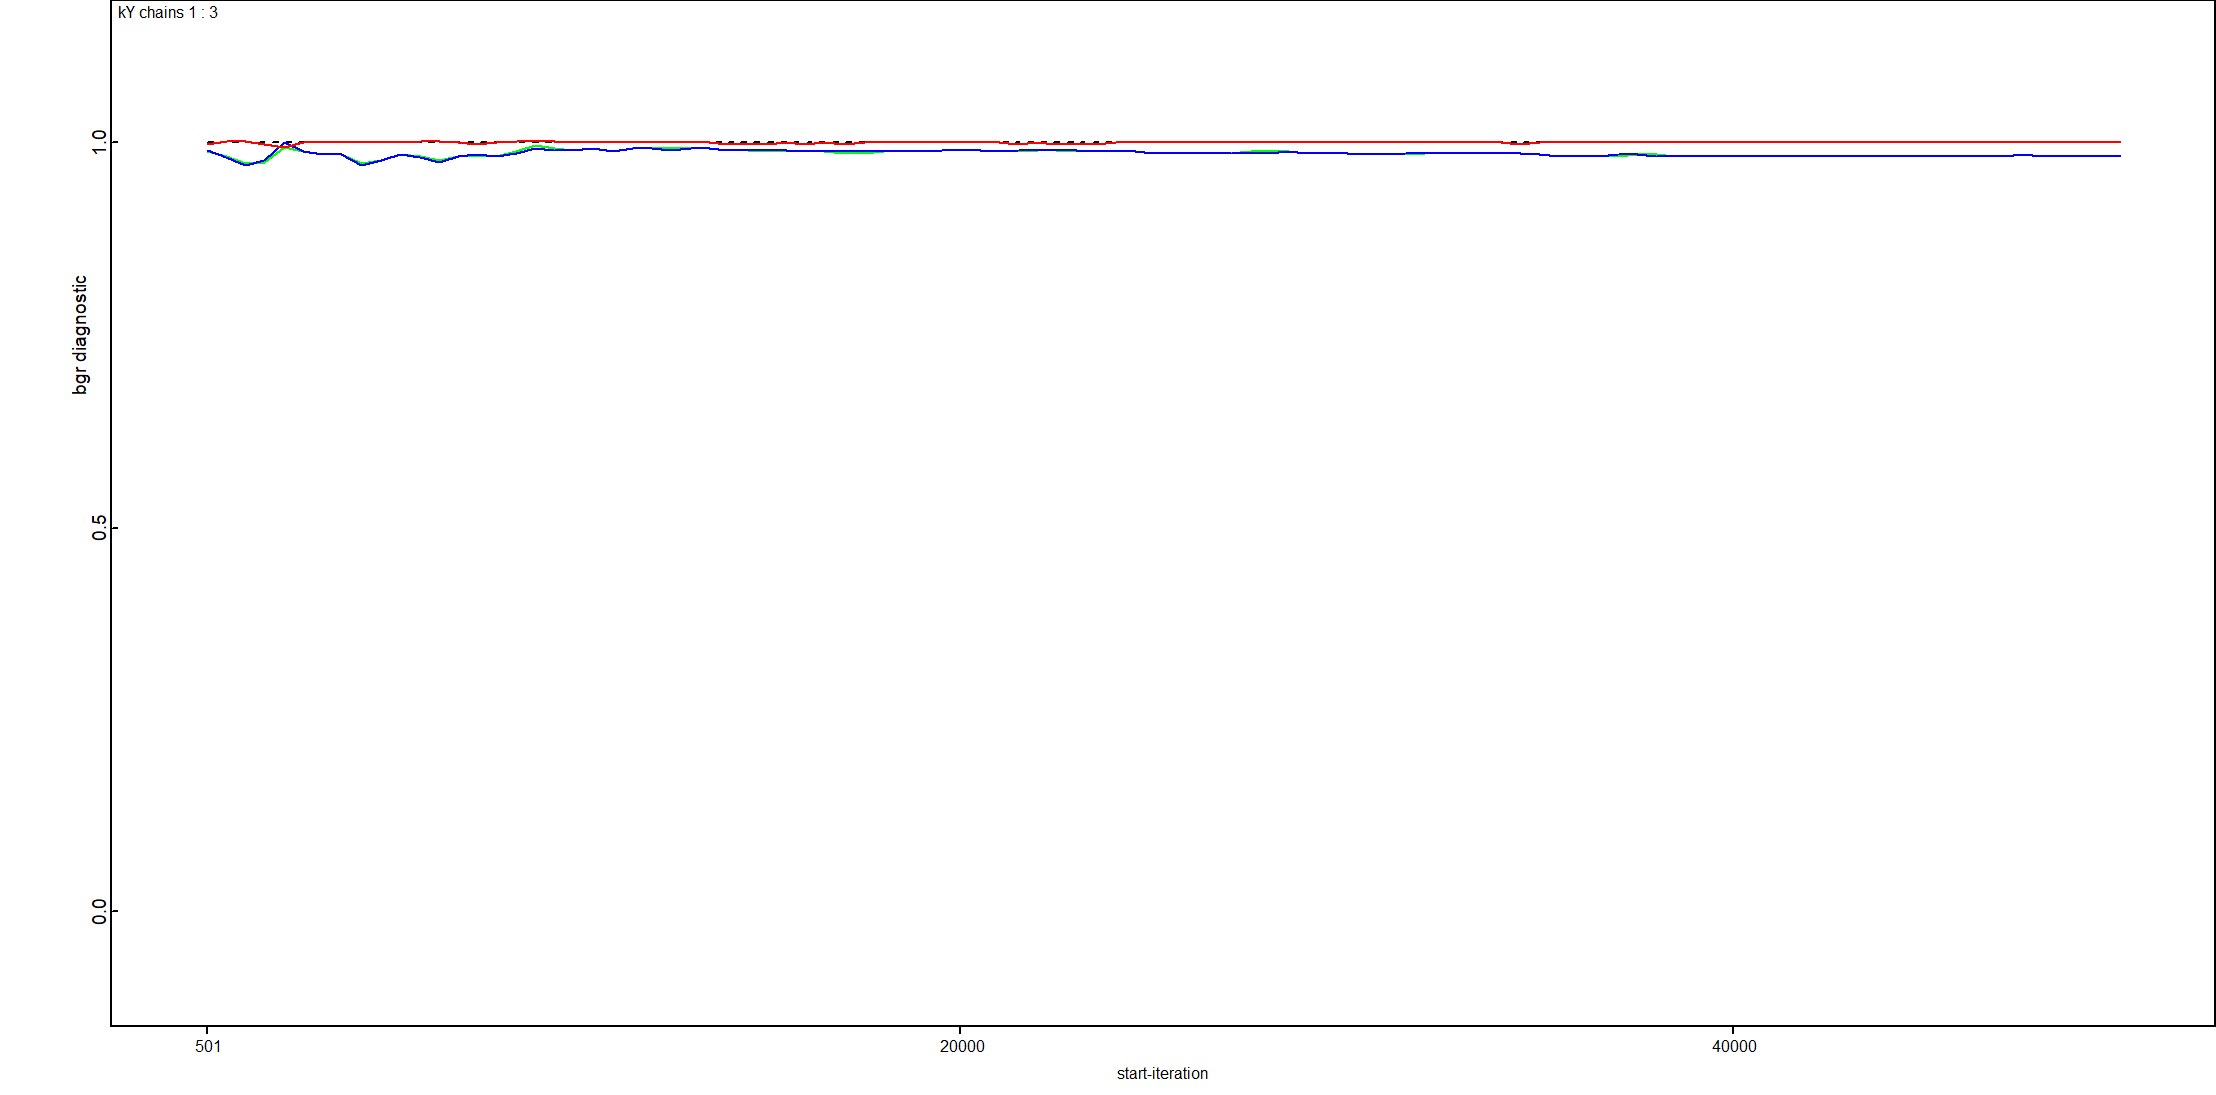 kY chains 1 : 3
1.0
bgr diagnostic
0.5
0.0
501
20000
40000
start-iteration